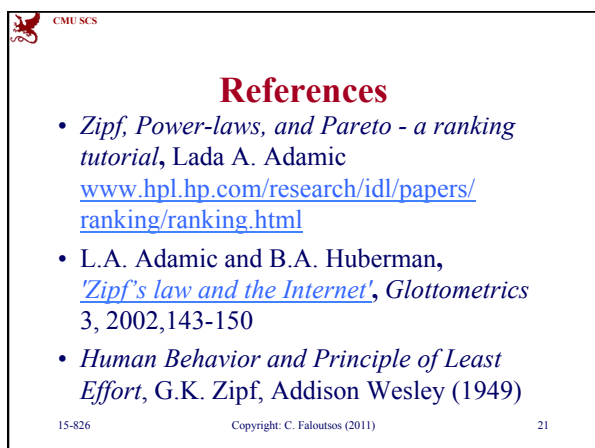 CMU SCS
References
• Zipf, Power-laws, and Pareto - a ranking
tutorial, Lada A. Adamic
www.hpl.hp.com/research/idl/papers/
ranking/ranking.html
• L.A. Adamic and B.A. Huberman,
'Zipf’s law and the Internet', Glottometrics
3, 2002,143-150
• Human Behavior and Principle of Least
Effort, G.K. Zipf, Addison Wesley (1949)
15-826 Copyright: C. Faloutsos (2011) 21